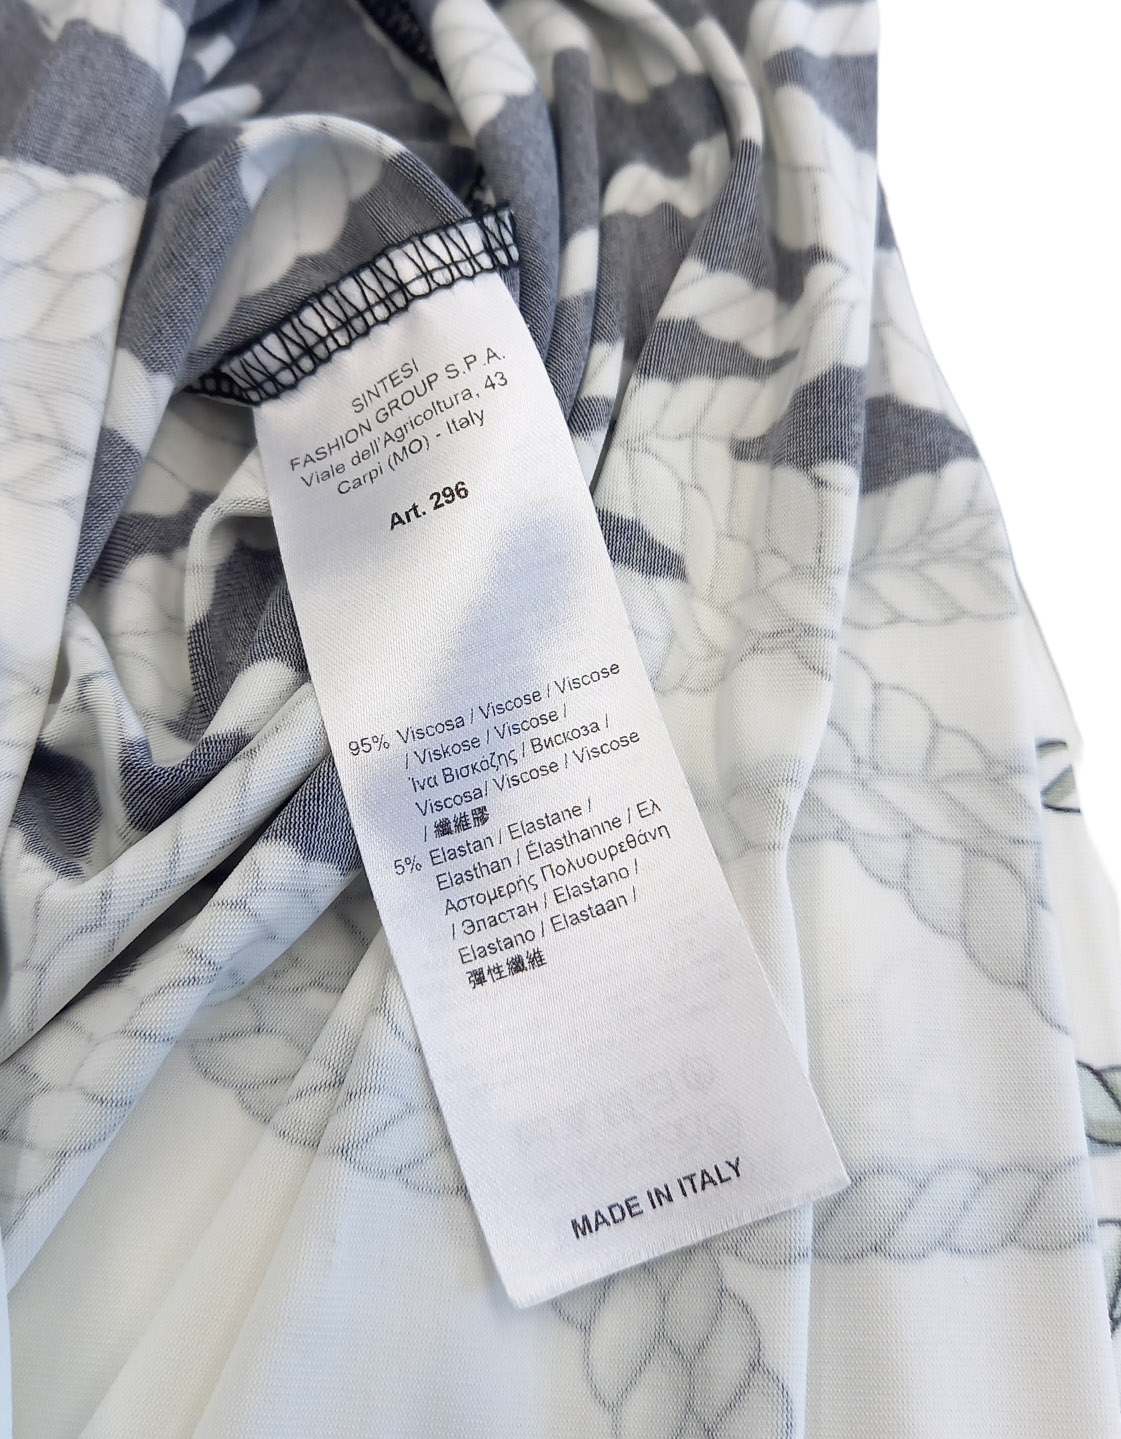 SINTESI
FASHION GROUP S.P.A.
Viale dell'Agricoltura, 43
Carpi (MO) - Italy
Art. 296
95% Viscosa / Viscose / Viscose
/ Viskose / Viscose /
Ίνα Βισκόζης / Вискоза /
Viscosa/ Viscose / Viscose
/ 纖維膠
5% Elastan / Elastane /
Elasthan / Élasthanne / Ελ
Αστομερής Πολυουρεθάνη
/ Эластан / Elastano /
Elastano / Elastaan /
彈性纖維
MADE IN ITALY